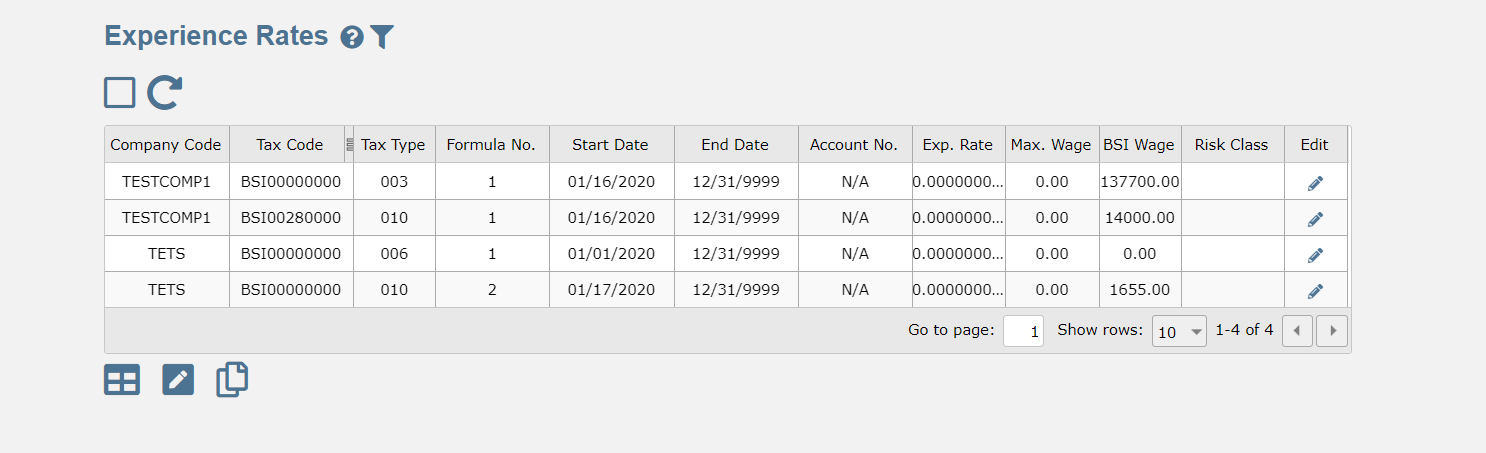 Experience Rates
Company Code Tax Code Tax Type Formula No. Start Date End Date Account No. Exp. Rate Max. Wage BSI Wage Risk Class Edit
TESTCOMP1 BSI00000000 003 1 01/16/2020 12/31/9999 N/A 0.0000000... 0.00 137700.00
TESTCOMP1 BSI00280000 010 1 01/16/2020 12/31/9999 N/A 0.0000000... 0.00 14000.00
TETS BSI00000000 006 1 01/01/2020 12/31/9999 N/A 0.0000000... 0.00 0.00
TETS BSI00000000 010 2 01/17/2020 12/31/9999 N/A 0.0000000... 0.00 1655.00
Go to page: 1 Show rows: 10 1-4 of 4